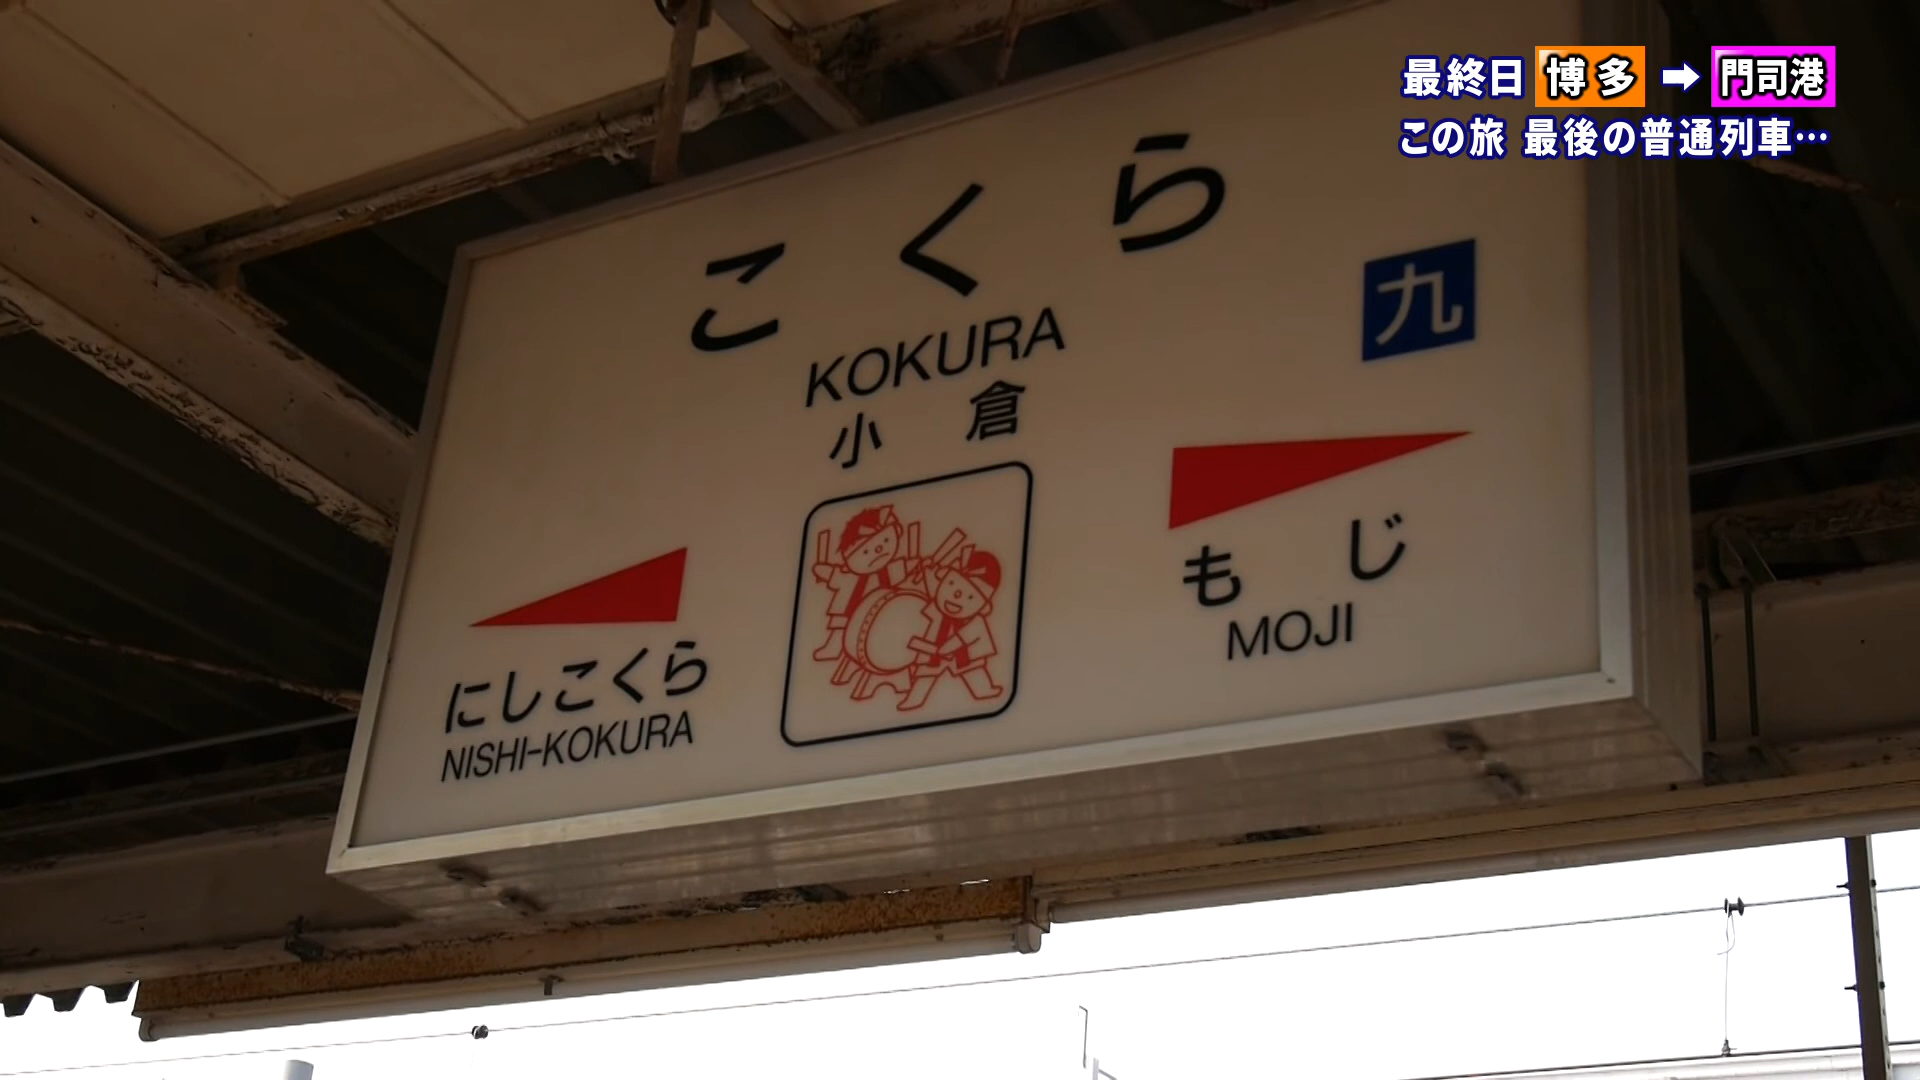 最終日 博多 ➡ 門司港
この旅 最後の普通列車…
こくら
KOKURA
小倉
九
にしこくら
NISHI-KOKURA
もじ
MOJI